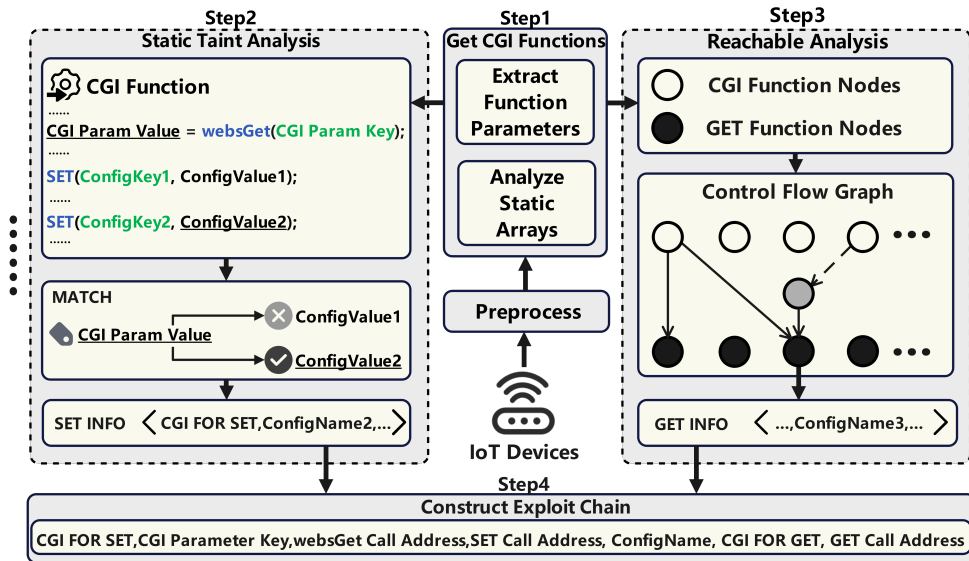 Step2
Static Taint Analysis
CGI Function
......
CGI Param Value = websGet(CGI Param Key);
......
SET(ConfigKey1, ConfigValue1);
......
SET(ConfigKey2, ConfigValue2);
......
MATCH
CGI Param Value
ConfigValue1
ConfigValue2
SET INFO
CGI FOR SET,ConfigName2,...
Step1
Get CGI Functions
Extract
Function
Parameters
Analyze
Static
Arrays
Preprocess
IoT Devices
Step3
Reachable Analysis
CGI Function Nodes
GET Function Nodes
Control Flow Graph
GET INFO
...,ConfigName3,...
Step4
Construct Exploit Chain
CGI FOR SET,CGI Parameter Key,websGet Call Address,SET Call Address, ConfigName, CGI FOR GET, GET Call Address